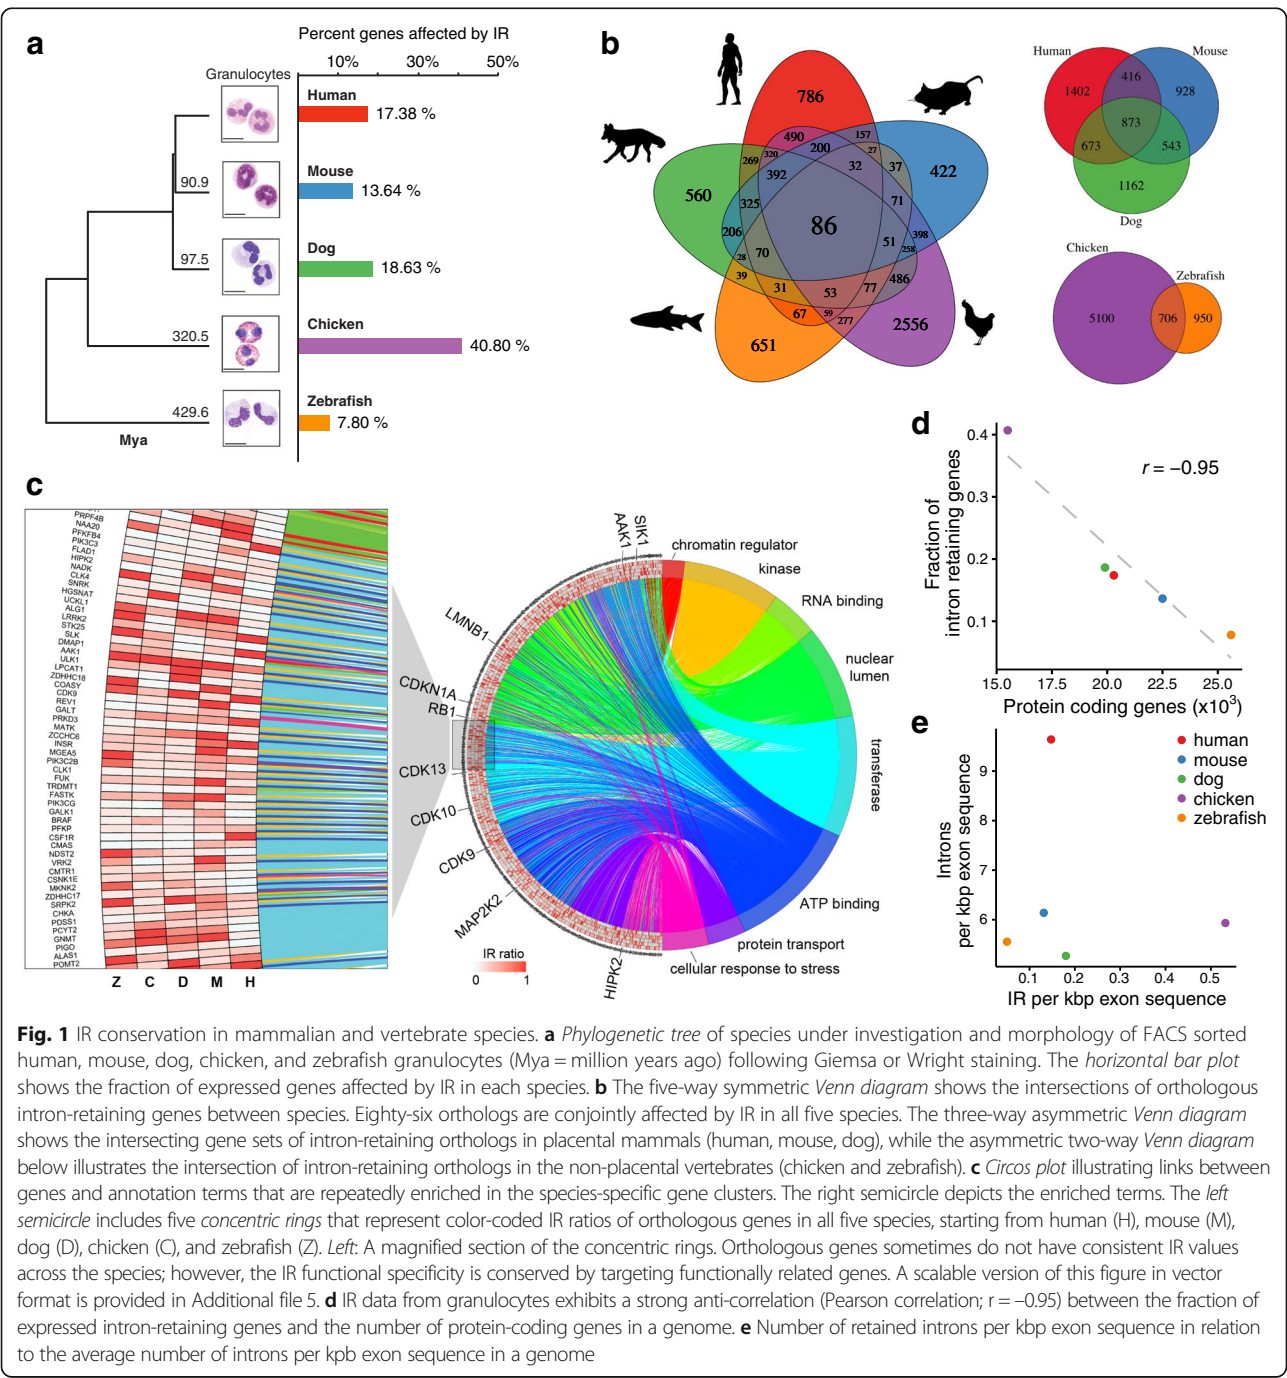 a
Percent genes affected by IR
10%
30%
50%
Granulocytes
Human
17.38 %
Mouse
13.64 %
90.9
Dog
18.63 %
97.5
Chicken
40.80 %
320.5
Zebrafish
7.80 %
429.6
Mya
b
786
490
200
157
27
320
269
392
32
37
422
560
325
71
206
86
398
51
258
70
28
39
31
53
77
486
67
59
277
2556
651
Human
Mouse
1402
416
928
873
673
543
1162
Dog
Chicken
Zebrafish
5100
706
950
c
PRPF4B
NAA20
PFKFB4
PIK3C3
FLAD1
HIPK2
NADK
CLK4
SNRK
HGSNAT
UCKL1
ALG1
LRRK2
STK25
SLK
DMAP1
AAK1
ULK1
LPCAT1
ZDHHC18
COASY
CDK9
REV1
GALT
PRKD3
MATK
ZCCHC6
INSR
MGEA5
PIK3C2B
CLK1
FUK
TRDMT1
FASTK
PIK3CG
GALK1
BRAF
PFKP
CSF1R
CMAS
NDST2
VRK2
CMTR1
CSNK1E
MKNK2
ZDHHC17
SRPK2
CHKA
PDSS1
PCYT2
GNMT
PIGO
ALAS1
POMT2
Z C D M H
SIK1
AAK1
LMNB1
CDKN1A
RB1
CDK13
CDK10
CDK9
MAP2K2
HIPK2
chromatin regulator
kinase
RNA binding
nuclear
lumen
transferase
ATP binding
protein transport
cellular response to stress
IR ratio
0 1
d
Fraction of
intron retaining genes
0.4
0.3
0.2
0.1
r = −0.95
15.0 17.5 20.0 22.5 25.0
Protein coding genes (x10³)
e
Introns
per kbp exon sequence
9
8
7
6
human
mouse
dog
chicken
zebrafish
0.1 0.2 0.3 0.4 0.5
IR per kbp exon sequence
Fig. 1 IR conservation in mammalian and vertebrate species. a Phylogenetic tree of species under investigation and morphology of FACS sorted
human, mouse, dog, chicken, and zebrafish granulocytes (Mya = million years ago) following Giemsa or Wright staining. The horizontal bar plot
shows the fraction of expressed genes affected by IR in each species. b The five-way symmetric Venn diagram shows the intersections of orthologous
intron-retaining genes between species. Eighty-six orthologs are conjointly affected by IR in all five species. The three-way asymmetric Venn diagram
shows the intersecting gene sets of intron-retaining orthologs in placental mammals (human, mouse, dog), while the asymmetric two-way Venn diagram
below illustrates the intersection of intron-retaining orthologs in the non-placental vertebrates (chicken and zebrafish). c Circos plot illustrating links between
genes and annotation terms that are repeatedly enriched in the species-specific gene clusters. The right semicircle depicts the enriched terms. The left
semicircle includes five concentric rings that represent color-coded IR ratios of orthologous genes in all five species, starting from human (H), mouse (M),
dog (D), chicken (C), and zebrafish (Z). Left: A magnified section of the concentric rings. Orthologous genes sometimes do not have consistent IR values
across the species; however, the IR functional specificity is conserved by targeting functionally related genes. A scalable version of this figure in vector
format is provided in Additional file 5. d IR data from granulocytes exhibits a strong anti-correlation (Pearson correlation; r = −0.95) between the fraction of
expressed intron-retaining genes and the number of protein-coding genes in a genome. e Number of retained introns per kbp exon sequence in relation
to the average number of introns per kpb exon sequence in a genome